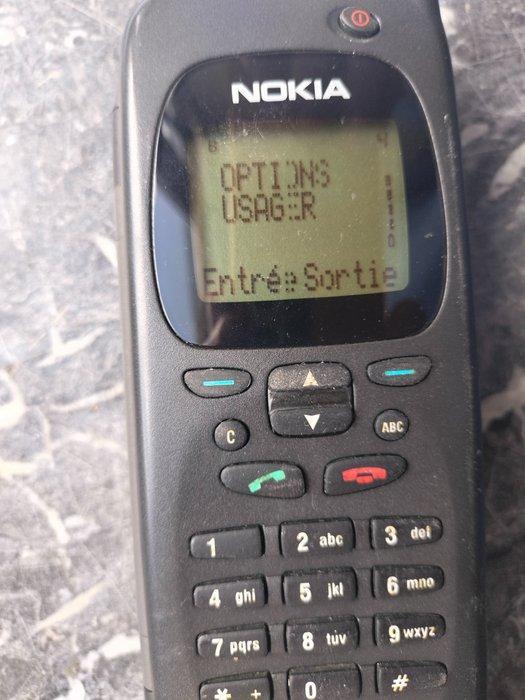 NOKIA
OPTIONS
USAGER
Entrée Sortie
C
ABC
1
2 abc
3 def
4 ghi
5 jkl
6 mno
7 pqrs
8 tuv
9 wxyz
* +
0
#